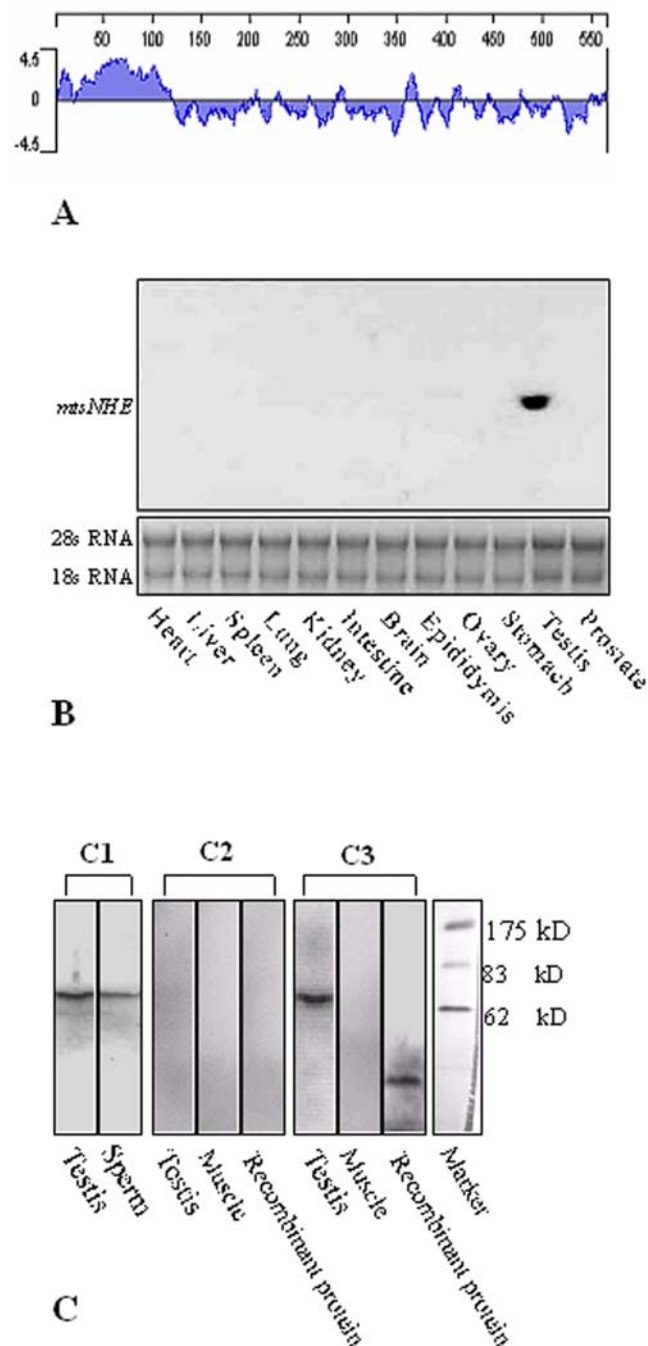 50 100 150 200 250 300 350 400 450 500 550
4.5
0
-4.5
A
mtsNHE
28s RNA
18s RNA
Heart Liver Spleen Lung Kidney Intestine Brain Epididymis Ovary Stomach Testis Prostate
B
C1 C2 C3
175 kD
83 kD
62 kD
Testis Sperm Testis Muscle Recombinant protein Testis Muscle Recombinant protein Marker
C